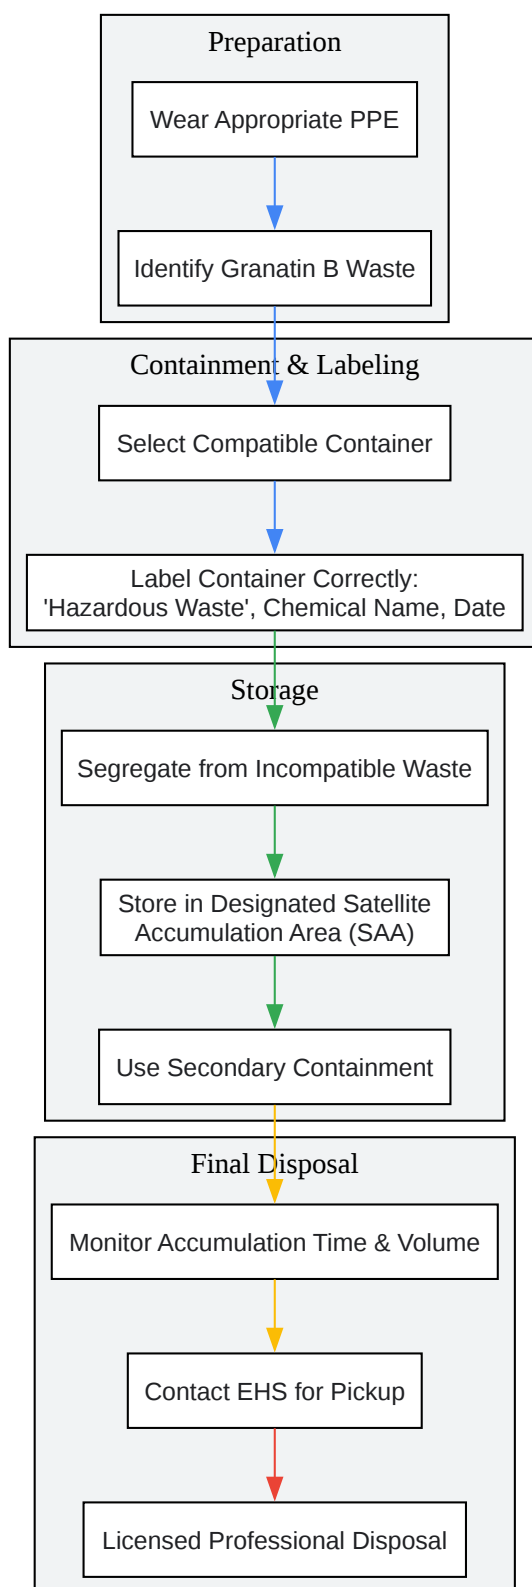 Preparation
Wear Appropriate PPE
Identify Granatin B Waste
Containment & Labeling
Select Compatible Container
Label Container Correctly:
'Hazardous Waste', Chemical Name, Date
Storage
Segregate from Incompatible Waste
Store in Designated Satellite
Accumulation Area (SAA)
Use Secondary Containment
Final Disposal
Monitor Accumulation Time & Volume
Contact EHS for Pickup
Licensed Professional Disposal